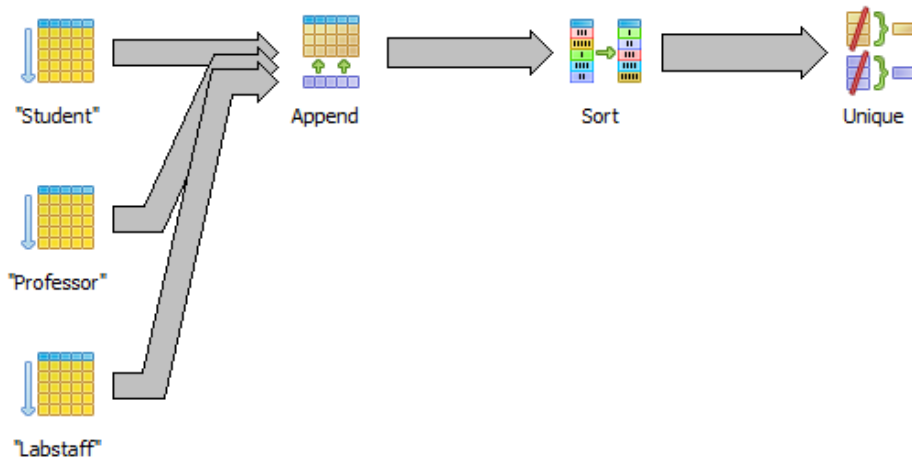 "Student"
Append
Sort
Unique
"Professor"
"Labstaff"